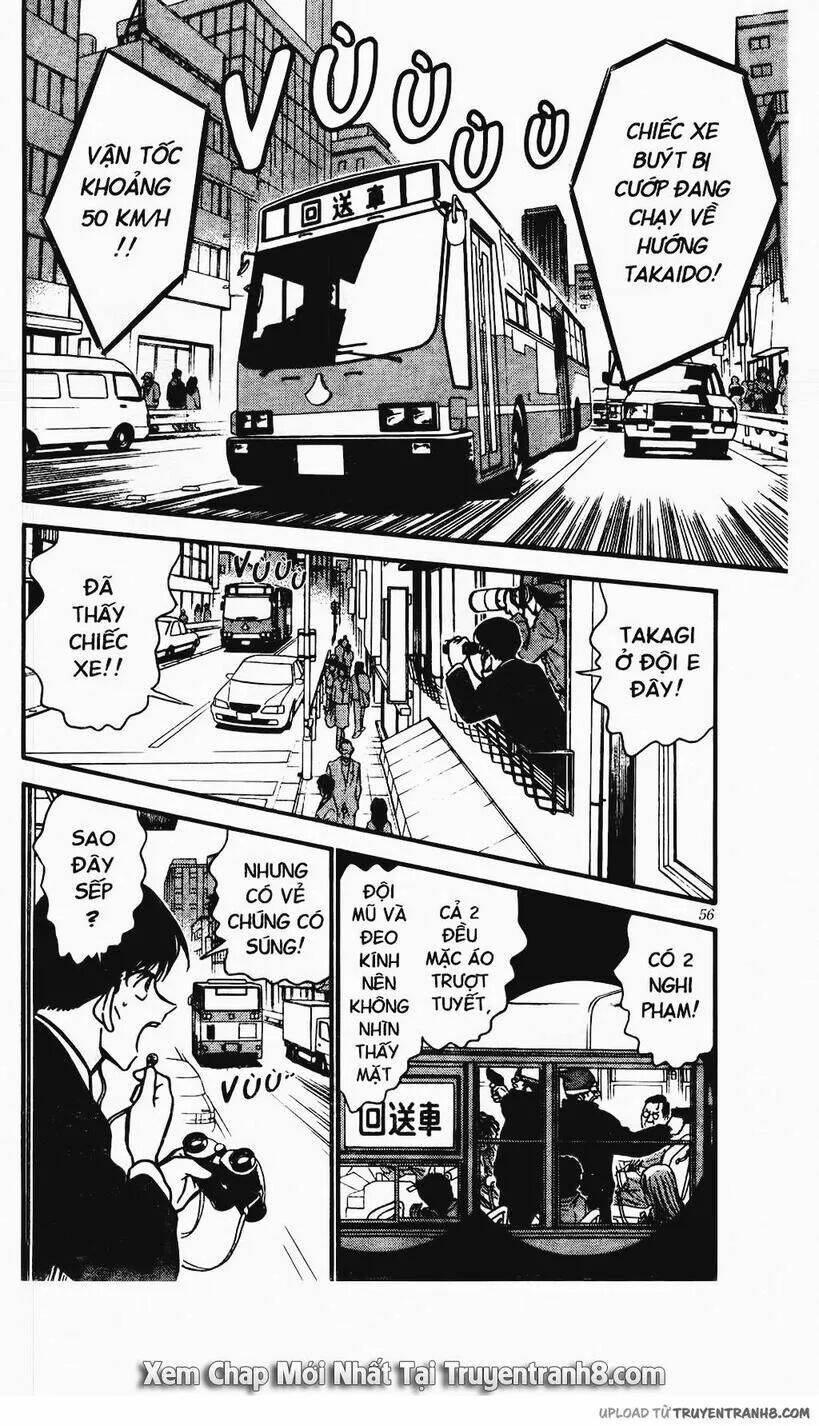 CHIẾC XE
BUÝT BỊ
CƯỚP ĐANG
CHẠY VỀ
HƯỚNG
TAKAIDO!
VÙÙÙÙ
回送車
VẬN TỐC
KHOẢNG
50 KM/H
!!
TAKAGI
Ở ĐỘI E
ĐÂY!
VÙÙÙ
ĐÃ
THẤY
CHIẾC
XE!!
56
CÓ 2
NGHI
PHẠM!
CẢ 2
ĐỀU
MẶC ÁO
TRƯỢT
TUYẾT,
ĐỘI
MŨ VÀ
ĐEO
KÍNH
NÊN
KHÔNG
NHÌN
THẤY
MẶT
回送車
NHƯNG
CÓ VẺ
CHÚNG CÓ
SÚNG!
VÙÙ
SAO
ĐÂY
SẾP
?
Xem Chap Mới Nhất Tại Truyentranh8.com
UPLOAD TỪ TRUYENTRANH8.COM